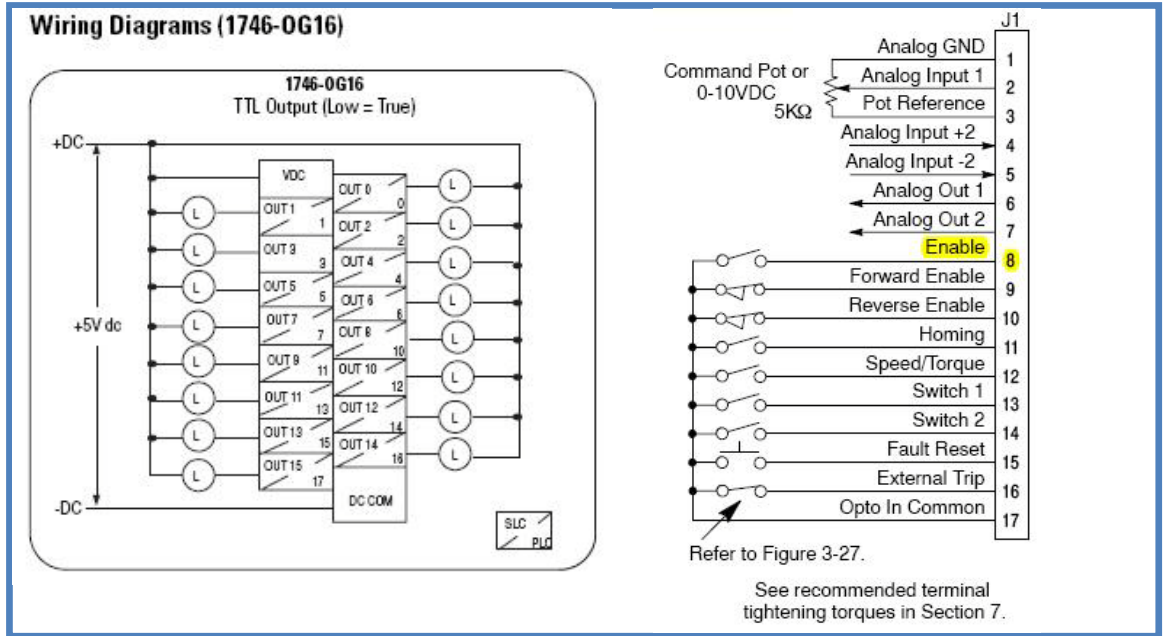 Wiring Diagrams (1746-OG16)
1746-OG16
TTL Output (Low = True)
+DC
VDC
OUT 0
L
0
L
OUT 1
1
OUT 2
2
L
L
OUT 3
3
OUT 4
4
L
L
OUT 5
5
OUT 6
6
L
+5V dc
L
OUT7
7
OUT 8
10
L
L
OUT 9
11
OUT 10
12
L
L
OUT 11
13
OUT 12
14
L
L
OUT 13
15
OUT 14
16
L
L
OUT 15
17
-DC
DC COM
SLC
PLC
J1
Command Pot or
0-10VDC
5KΩ
Analog GND 1
Analog Input 1 2
Pot Reference 3
Analog Input +2 4
Analog Input -2 5
Analog Out 1 6
Analog Out 2 7
Enable 8
Forward Enable 9
Reverse Enable 10
Homing 11
Speed/Torque 12
Switch 1 13
Switch 2 14
Fault Reset 15
External Trip 16
Opto In Common 17
Refer to Figure 3-27.
See recommended terminal
tightening torques in Section 7.